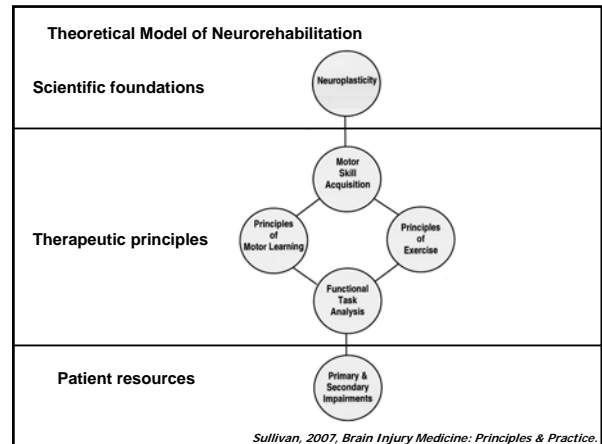 Theoretical Model of Neurorehabilitation
Scientific foundations
Neuroplasticity
Motor
Skill
Acquisition
Therapeutic principles
Principles
of
Motor Learning
Principles
of
Exercise
Functional
Task
Analysis
Patient resources
Primary &
Secondary
Impairments
Sullivan, 2007, Brain Injury Medicine: Principles & Practice.